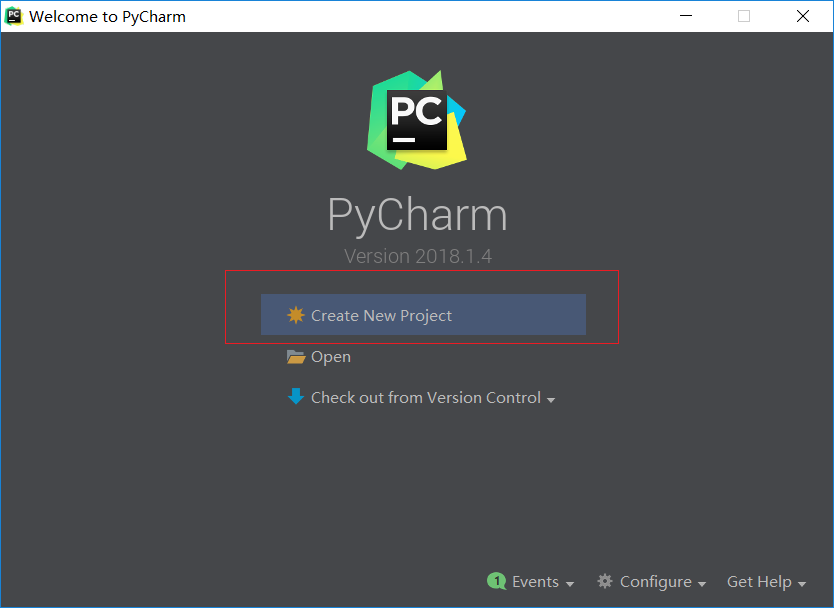 Welcome to PyCharm
PC
PyCharm
Version 2018.1.4
Create New Project
Open
Check out from Version Control
1 Events Configure Get Help